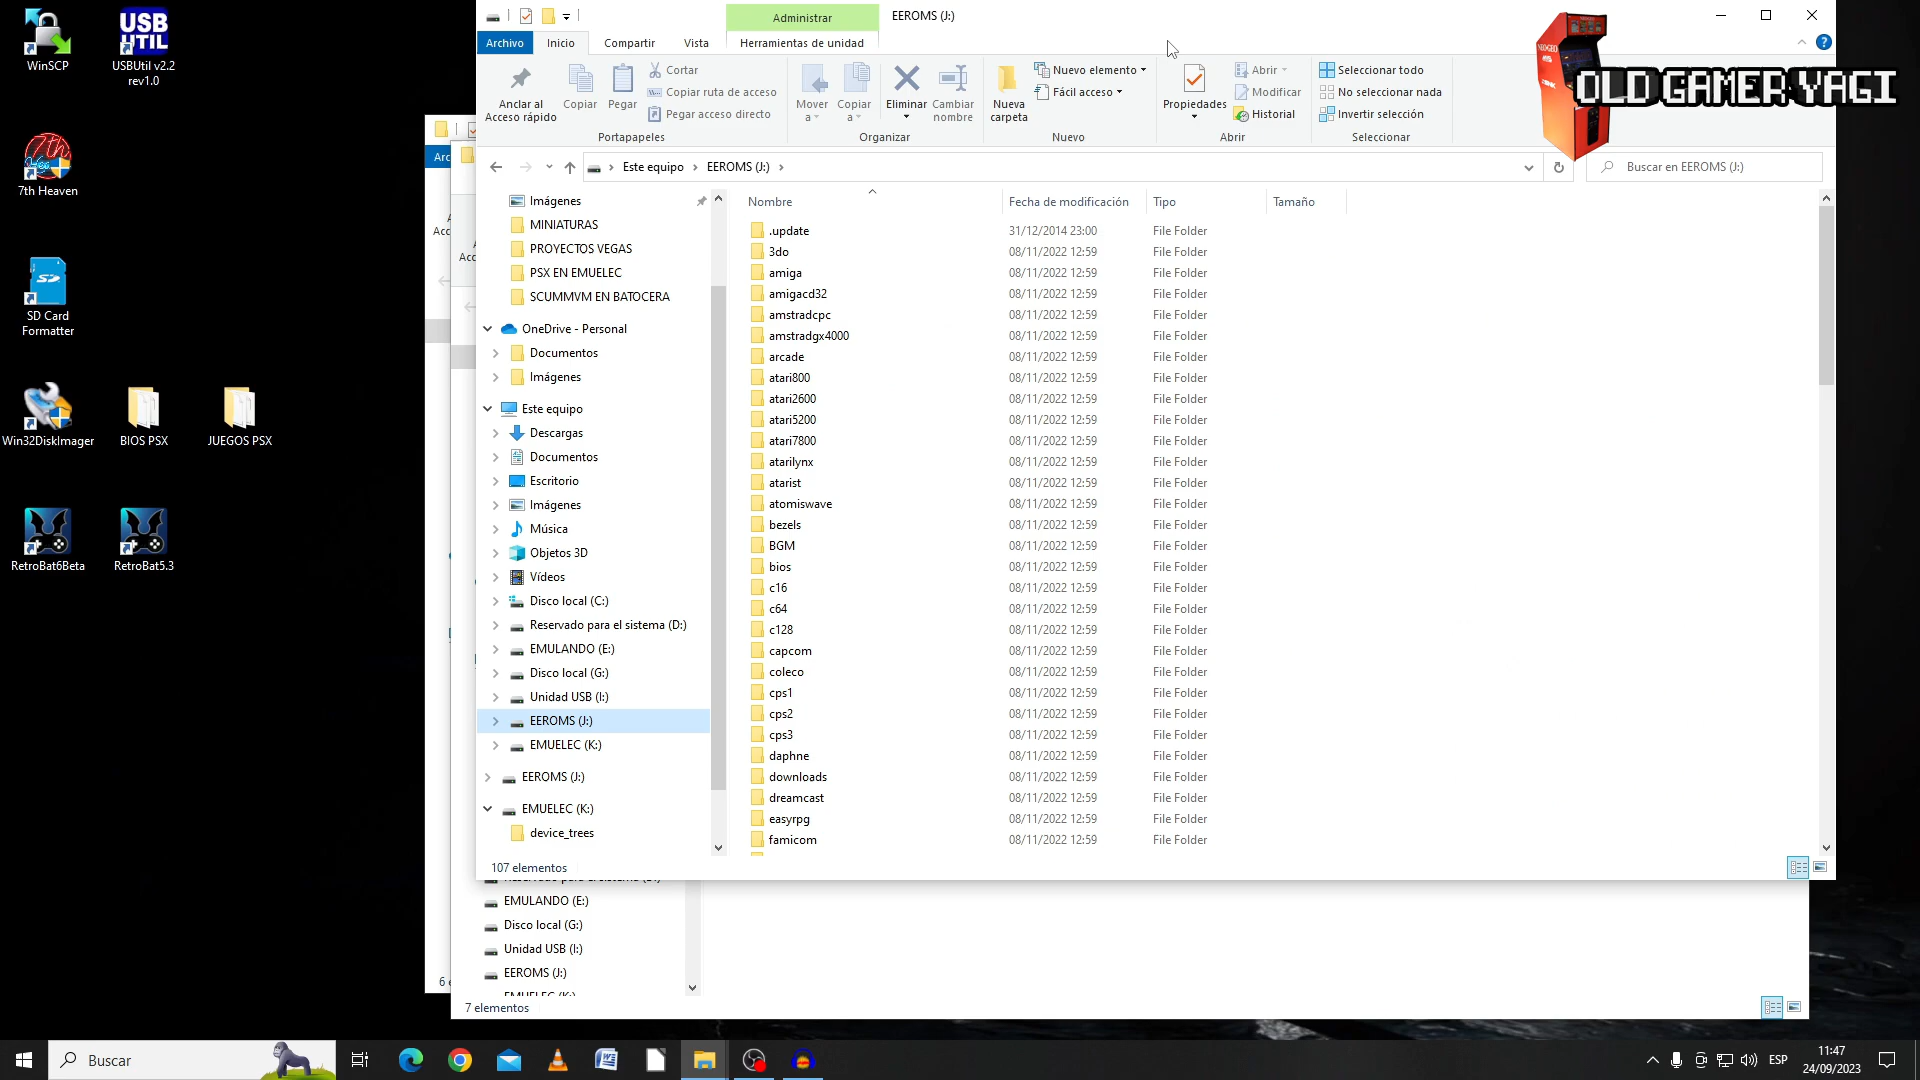 WinSCP
USBUtil v2.2
rev1.0
USB
UTIL
7th Heaven
SD Card
Formatter
Win32DiskImager
BIOS PSX
JUEGOS PSX
RetroBat6Beta
RetroBat5.3
Administrar
EEROMS (J:)
Archivo
Inicio
Compartir
Vista
Herramientas de unidad
OLD GAMER YAGI
Anclar al
Acceso rápido
Copiar
Pegar
Cortar
Copiar ruta de acceso
Pegar acceso directo
Portapapeles
Mover
a
Copiar
a
Eliminar
Cambiar
nombre
Organizar
Nueva
carpeta
Nuevo elemento
Fácil acceso
Nuevo
Propiedades
Abrir
Modificar
Historial
Abrir
Seleccionar todo
No seleccionar nada
Invertir selección
Seleccionar
Este equipo
EEROMS (J:)
Buscar en EEROMS (J:)
Imágenes
MINIATURAS
PROYECTOS VEGAS
PSX EN EMUELEC
SCUMMVM EN BATOCERA
OneDrive - Personal
Documentos
Imágenes
Este equipo
Descargas
Documentos
Escritorio
Imágenes
Música
Objetos 3D
Vídeos
Disco local (C:)
Reservado para el sistema (D:)
EMULANDO (E:)
Disco local (G:)
Unidad USB (I:)
EEROMS (J:)
EMUELEC (K:)
EEROMS (J:)
EMUELEC (K:)
device_trees
Nombre Fecha de modificación Tipo Tamaño
.update 31/12/2014 23:00 File Folder
3do 08/11/2022 12:59 File Folder
amiga 08/11/2022 12:59 File Folder
amigacd32 08/11/2022 12:59 File Folder
amstradcpc 08/11/2022 12:59 File Folder
amstradgx4000 08/11/2022 12:59 File Folder
arcade 08/11/2022 12:59 File Folder
atari800 08/11/2022 12:59 File Folder
atari2600 08/11/2022 12:59 File Folder
atari5200 08/11/2022 12:59 File Folder
atari7800 08/11/2022 12:59 File Folder
atarilynx 08/11/2022 12:59 File Folder
atarist 08/11/2022 12:59 File Folder
atomiswave 08/11/2022 12:59 File Folder
bezels 08/11/2022 12:59 File Folder
BGM 08/11/2022 12:59 File Folder
bios 08/11/2022 12:59 File Folder
c16 08/11/2022 12:59 File Folder
c64 08/11/2022 12:59 File Folder
c128 08/11/2022 12:59 File Folder
capcom 08/11/2022 12:59 File Folder
coleco 08/11/2022 12:59 File Folder
cps1 08/11/2022 12:59 File Folder
cps2 08/11/2022 12:59 File Folder
cps3 08/11/2022 12:59 File Folder
daphne 08/11/2022 12:59 File Folder
downloads 08/11/2022 12:59 File Folder
dreamcast 08/11/2022 12:59 File Folder
easyrpg 08/11/2022 12:59 File Folder
famicom 08/11/2022 12:59 File Folder
107 elementos
EMULANDO (E:)
Disco local (G:)
Unidad USB (I:)
EEROMS (J:)
7 elementos
Buscar
ESP
11:47
24/09/2023